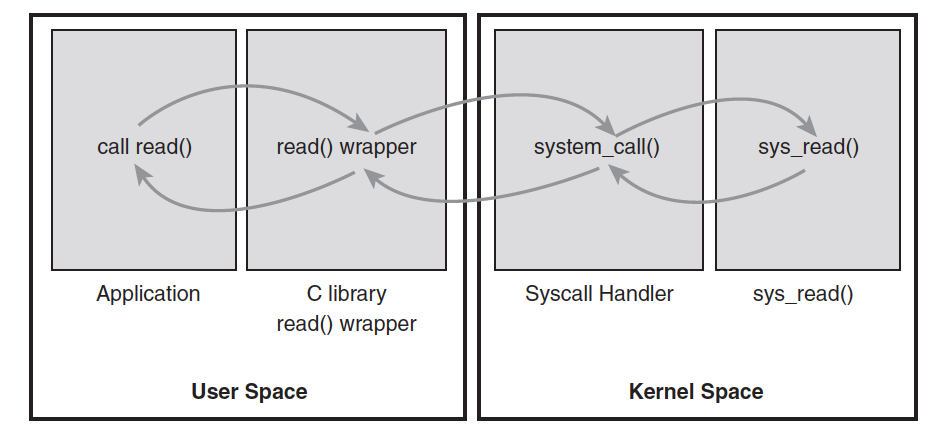 call read()
read() wrapper
system_call()
sys_read()
Application
C library
read() wrapper
Syscall Handler
sys_read()
User Space
Kernel Space